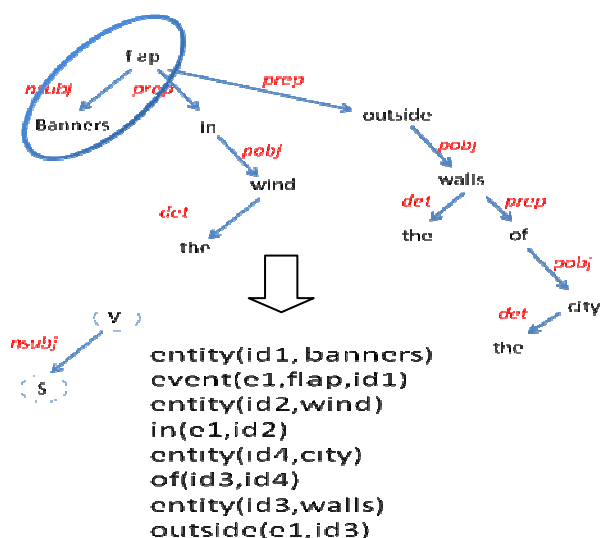 flap
nsubj prep prep
Banners in outside
pobj pobj
wind walls
det det prep
the the of
pobj
det city
the
V
nsubj
S
entity(id1, banners)
event(e1,flap,id1)
entity(id2,wind)
in(e1,id2)
entity(id4,city)
of(id3,id4)
entity(id3,walls)
outside(e1,id3)